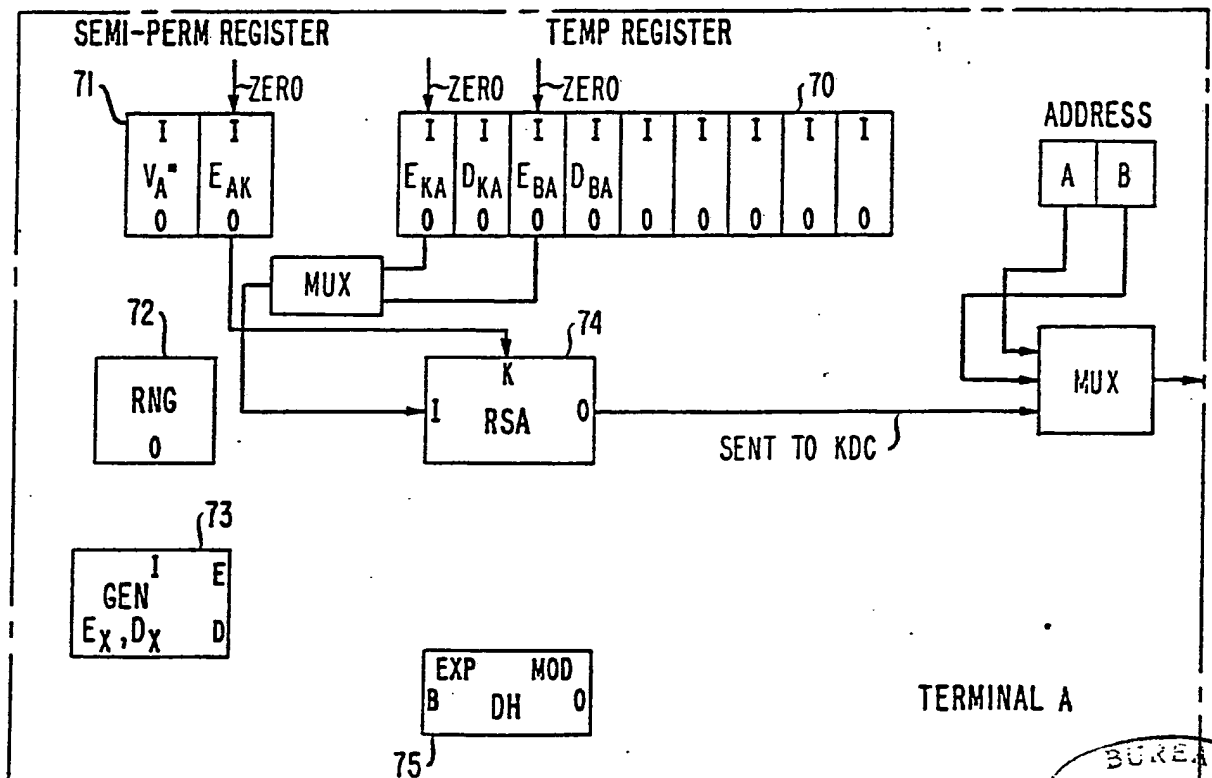 SEMI-PERM REGISTER
TEMP REGISTER
71
ZERO
ZERO
ZERO
70
ADDRESS
I I
I I I I I I I I I
V_A* E_AK
E_KA D_KA E_BA D_BA
0 0
0 0 0 0 0 0 0 0 0
A B
MUX
72
RNG
0
74
K
I RSA 0
SENT TO KDC
MUX
73
I E
GEN
E_X, D_X D
EXP MOD
B DH 0
75
TERMINAL A
BUREA